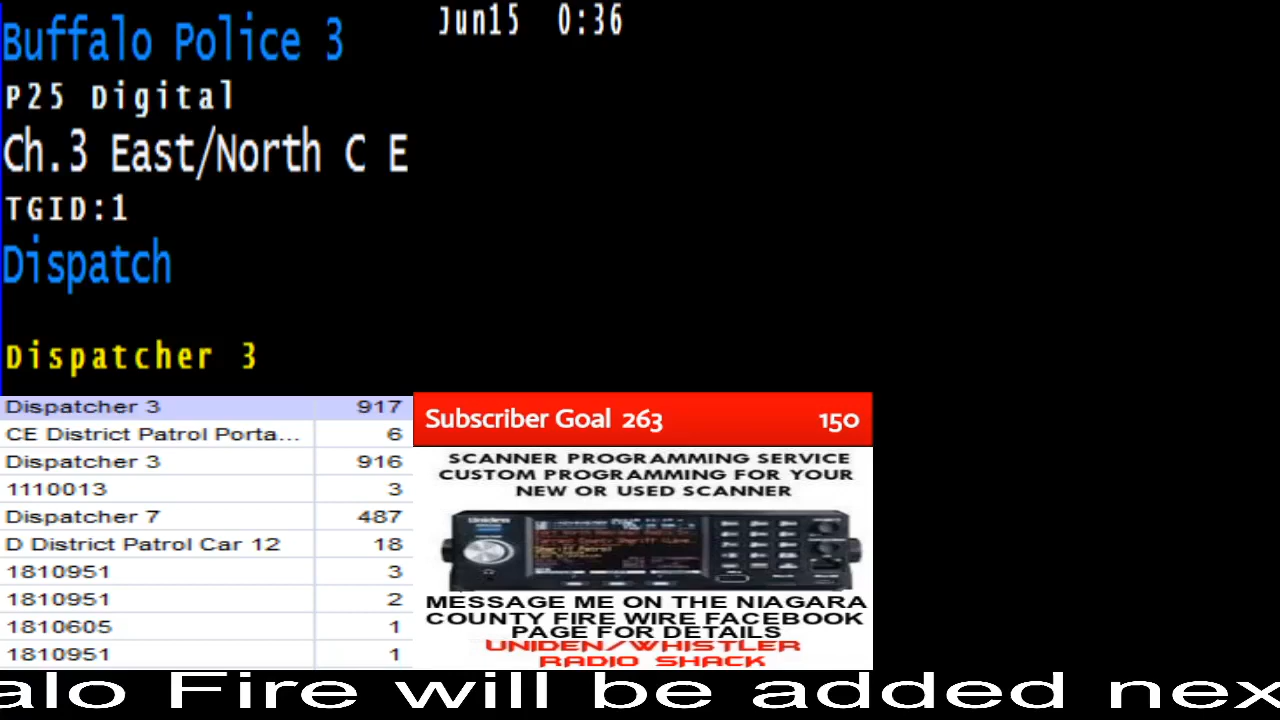 Buffalo Police 3
Jun15 0:36
P25 Digital
Ch.3 East/North C E
TGID:1
Dispatch
Dispatcher 3
Dispatcher 3 917
CE District Patrol Porta... 6
Dispatcher 3 916
1110013 3
Dispatcher 7 487
D District Patrol Car 12 18
1810951 3
1810951 2
1810605 1
1810951 1
Subscriber Goal 263 150
SCANNER PROGRAMMING SERVICE
CUSTOM PROGRAMMING FOR YOUR
NEW OR USED SCANNER
Uniden
MESSAGE ME ON THE NIAGARA
COUNTY FIRE WIRE FACEBOOK
PAGE FOR DETAILS
UNIDEN/WHISTLER
RADIO SHACK
alo Fire will be added nex